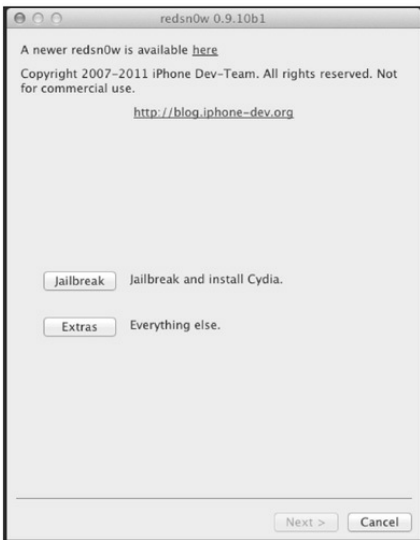 redsn0w 0.9.10b1
A newer redsn0w is available here
Copyright 2007-2011 iPhone Dev-Team. All rights reserved. Not
for commercial use.
http://blog.iphone-dev.org
Jailbreak Jailbreak and install Cydia.
Extras Everything else.
Next > Cancel